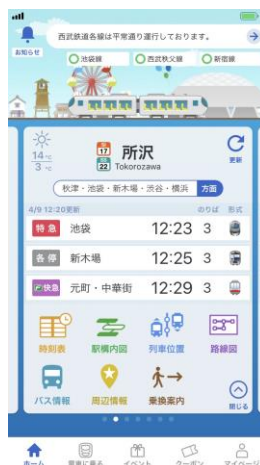 お知らせ
西武鉄道各線は平常通り運行しております。
池袋線
西武秩父線
新宿線
14℃
3℃
17
22
所沢
Tokorozawa
更新
秋津・池袋・新木場・渋谷・横浜 方面
4/9 12:20更新 のりば 形式
特急 池袋 12:23 3
各停 新木場 12:25 3
快急 元町・中華街 12:29 3
時刻表
駅構内図
列車位置
路線図
バス情報
周辺情報
乗換案内
閉じる
ホーム
電車に乗る
イベント
クーポン
マイページ